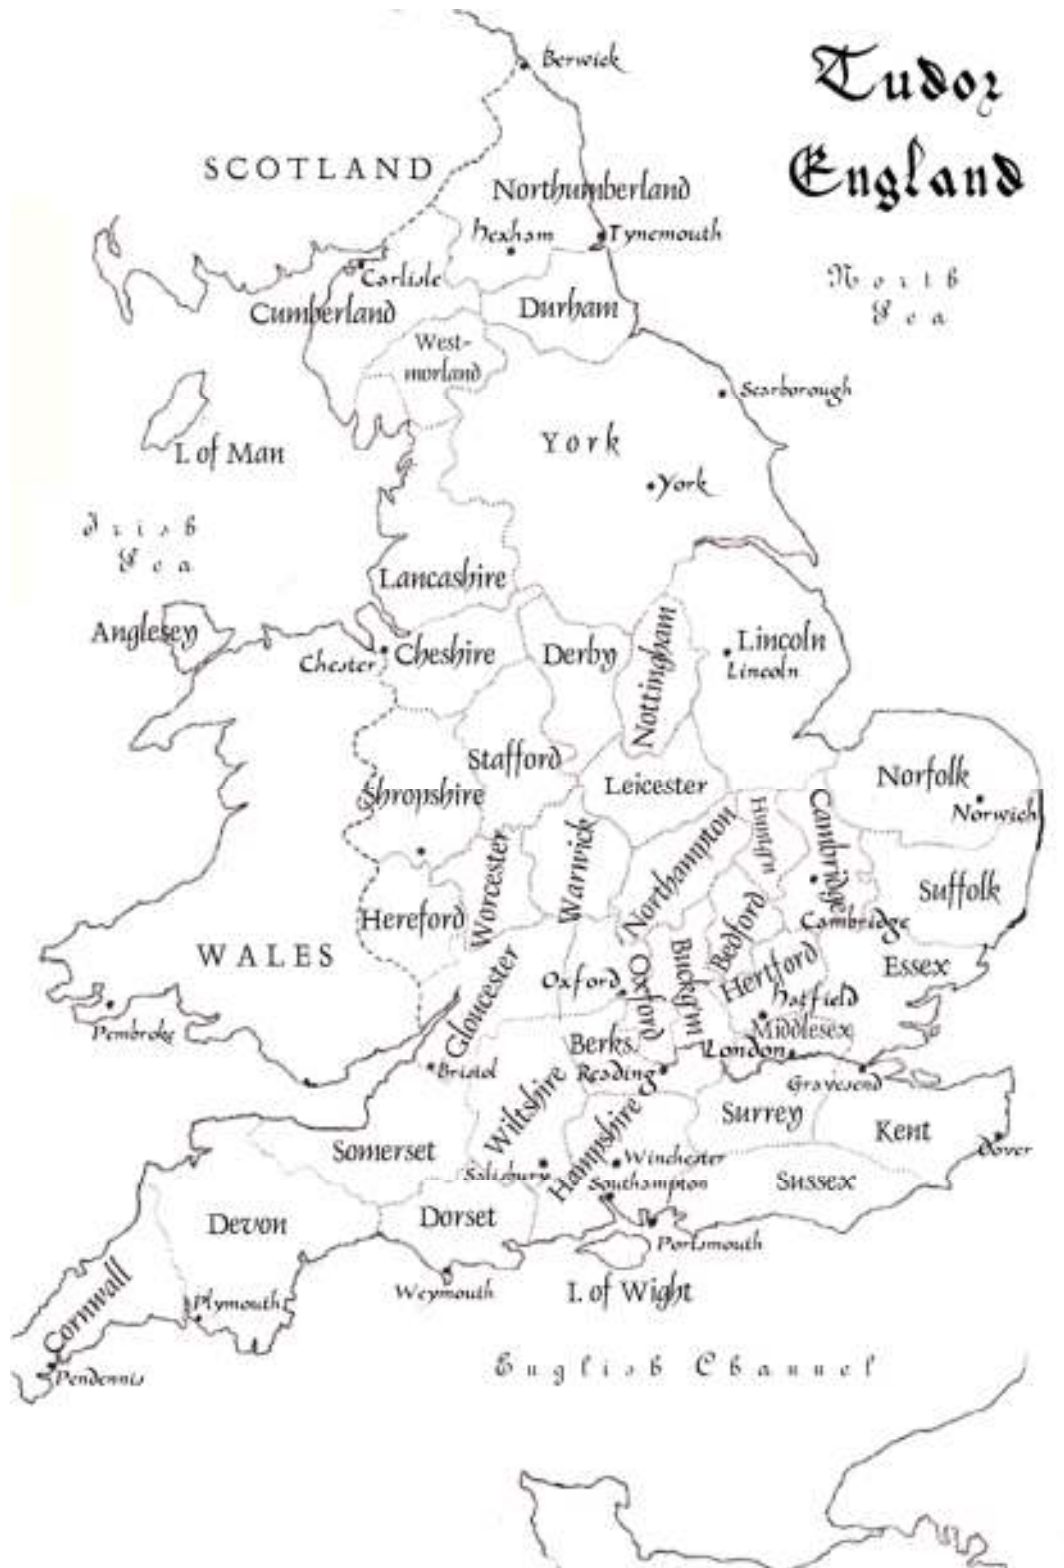 Tudor
England
Berwick
SCOTLAND
Northumberland
Hexham
Tynemouth
Carlisle
North
Sea
Cumberland
Durham
West-
morland
Scarborough
York
I. of Man
York
Irish
Sea
Lancashire
Anglesey
Chester
Cheshire
Derby
Nottingham
Lincoln
Lincoln
Stafford
Shropshire
Leicester
Norfolk
Norwich
Worcester
Warwick
Northampton
Cambridge
Suffolk
Hereford
Cambridge
Bedford
WALES
Gloucester
Oxford
Oxford
Buckg'm
Hertford
Essex
Hatfield
Pembroke
Middlesex
Berks.
London
Bristol
Reading
Gravesend
Wiltshire
Hampshire
Surrey
Kent
Somerset
Salisbury
Winchester
Dover
Southampton
Sussex
Devon
Dorset
Portsmouth
Cornwall
Plymouth
Weymouth
I. of Wight
Pendennis
English Channel